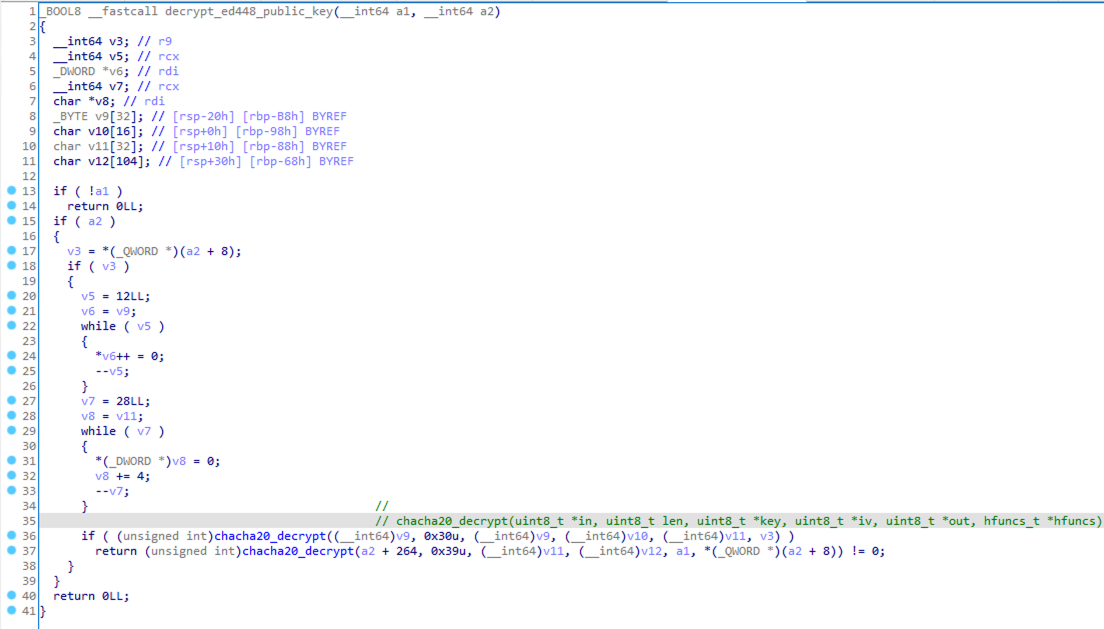 1 _BOOL8 __fastcall decrypt_ed448_public_key(__int64 a1, __int64 a2)
2 {
3   __int64 v3; // r9
4   __int64 v5; // rcx
5   _DWORD *v6; // rdi
6   __int64 v7; // rcx
7   char *v8; // rdi
8   _BYTE v9[32]; // [rsp-20h] [rbp-B8h] BYREF
9   char v10[16]; // [rsp+0h] [rbp-98h] BYREF
10   char v11[32]; // [rsp+10h] [rbp-88h] BYREF
11   char v12[104]; // [rsp+30h] [rbp-68h] BYREF
12
13   if ( !a1 )
14     return 0LL;
15   if ( a2 )
16   {
17     v3 = *(_QWORD *)(a2 + 8);
18     if ( v3 )
19     {
20       v5 = 12LL;
21       v6 = v9;
22       while ( v5 )
23       {
24         *v6++ = 0;
25         --v5;
26       }
27       v7 = 28LL;
28       v8 = v11;
29       while ( v7 )
30       {
31         *(_DWORD *)v8 = 0;
32         v8 += 4;
33         --v7;
34       } //
35 // chacha20_decrypt(uint8_t *in, uint8_t len, uint8_t *key, uint8_t *iv, uint8_t *out, hfuncs_t *hfuncs)
36       if ( (unsigned int)chacha20_decrypt((__int64)v9, 0x30u, (__int64)v9, (__int64)v10, (__int64)v11, v3) )
37         return (unsigned int)chacha20_decrypt(a2 + 264, 0x39u, (__int64)v11, (__int64)v12, a1, *(_QWORD *)(a2 + 8)) != 0;
38     }
39   }
40   return 0LL;
41 }